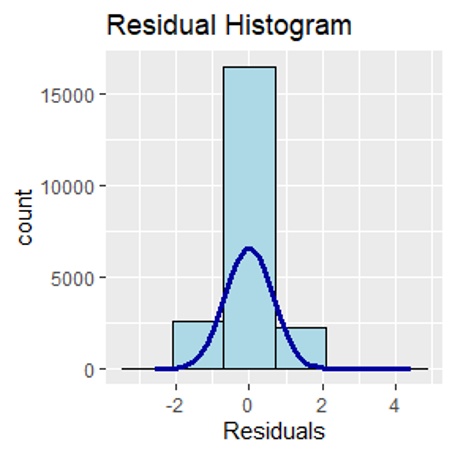 Residual Histogram
count
15000
10000
5000
0
-2 0 2 4
Residuals